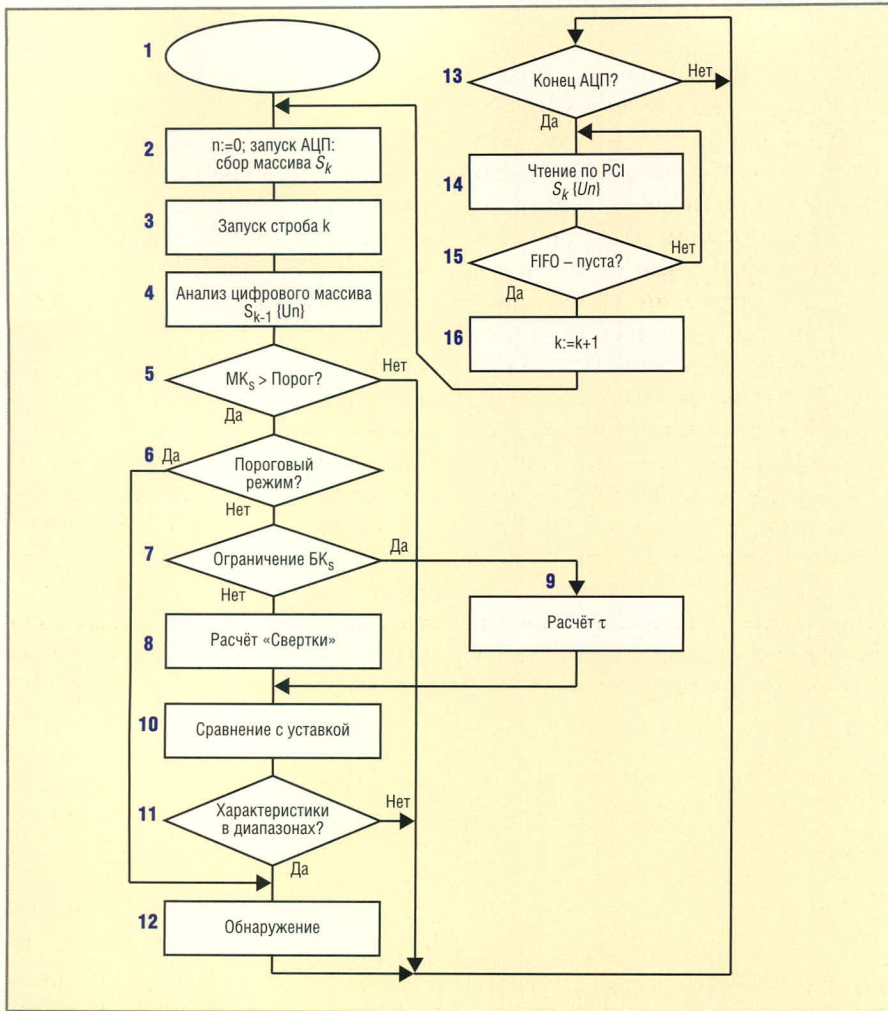 1
2
n:=0; запуск АЦП:
сбор массива Sk
3
Запуск строба k
4
Анализ цифрового массива
Sk-1 {Un}
5
MKs > Порог?
Нет
Да
6
Да
Пороговый
режим?
Нет
7
Ограничение БKs
Да
Нет
8
Расчёт «Свертки»
9
Расчёт τ
10
Сравнение с уставкой
11
Характеристики
в диапазонах?
Нет
Да
12
Обнаружение
13
Конец АЦП?
Нет
Да
14
Чтение по PCI
Sk {Un}
15
FIFO – пуста?
Нет
Да
16
k:=k+1